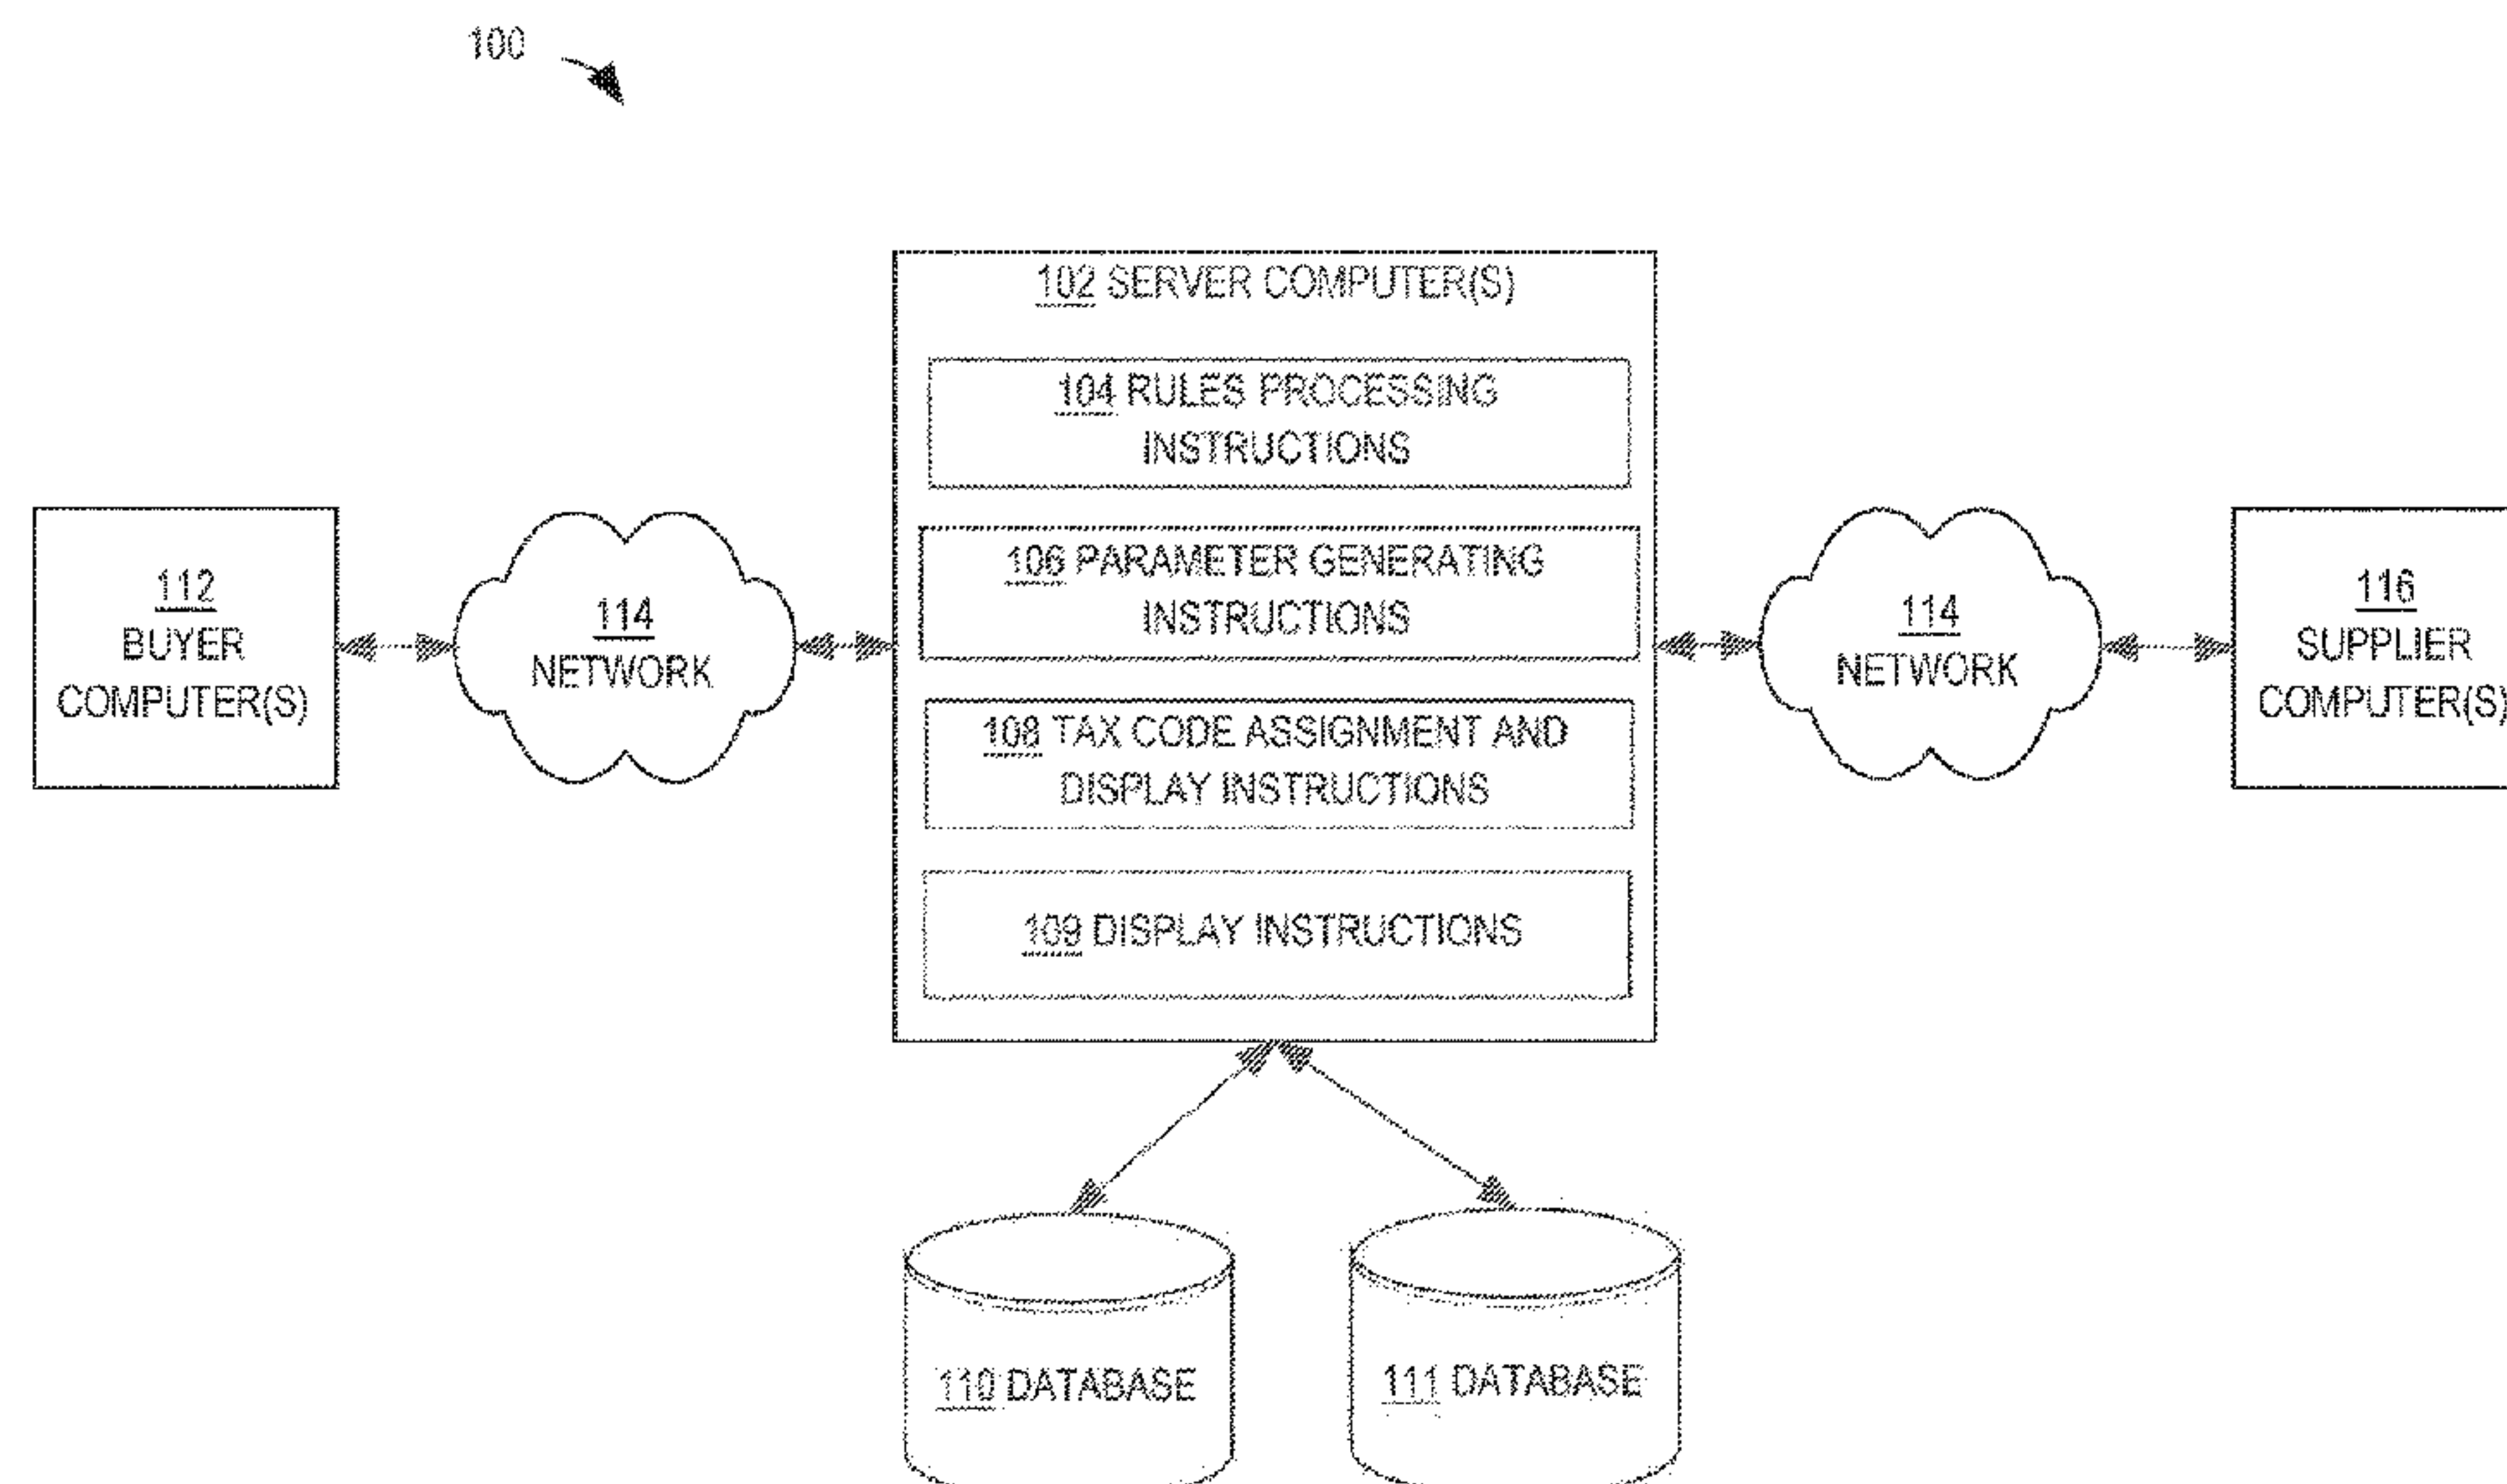 100
102 SERVER COMPUTER(S)
104 RULES PROCESSING
INSTRUCTIONS
106 PARAMETER GENERATING
INSTRUCTIONS
108 TAX CODE ASSIGNMENT AND
DISPLAY INSTRUCTIONS
109 DISPLAY INSTRUCTIONS
112
BUYER
COMPUTER(S)
114
NETWORK
114
NETWORK
116
SUPPLIER
COMPUTER(S)
110 DATABASE
111 DATABASE